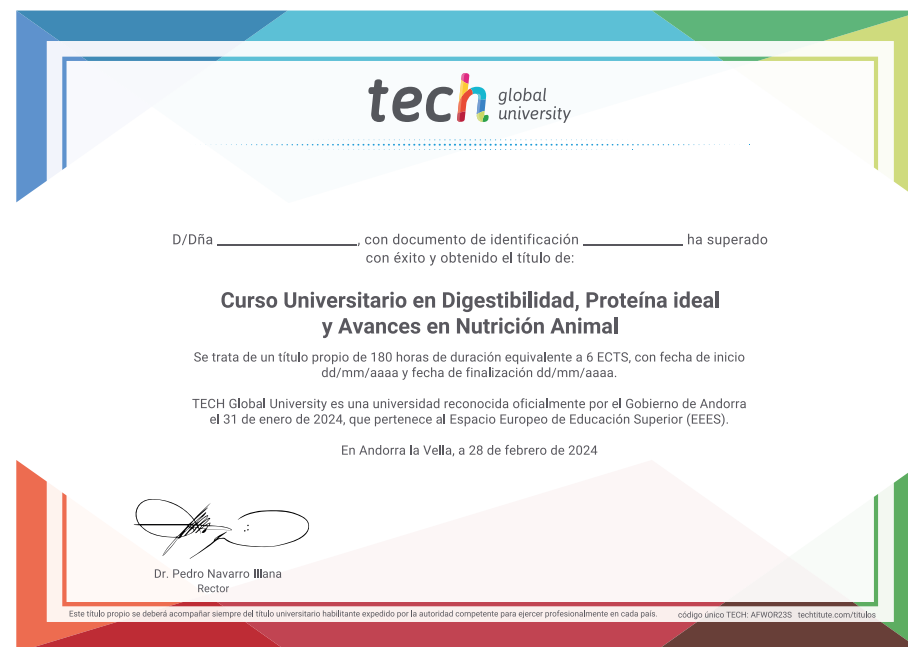 tech global university
D/Dña ____________________, con documento de identificación ______________ ha superado
con éxito y obtenido el título de:
Curso Universitario en Digestibilidad, Proteína ideal
y Avances en Nutrición Animal
Se trata de un título propio de 180 horas de duración equivalente a 6 ECTS, con fecha de inicio
dd/mm/aaaa y fecha de finalización dd/mm/aaaa.
TECH Global University es una universidad reconocida oficialmente por el Gobierno de Andorra
el 31 de enero de 2024, que pertenece al Espacio Europeo de Educación Superior (EEES).
En Andorra la Vella, a 28 de febrero de 2024
Dr. Pedro Navarro Illana
Rector
Este título propio se deberá acompañar siempre del título universitario habilitante expedido por la autoridad competente para ejercer profesionalmente en cada país. código único TECH: AFWOR23S techtitute.com/titulos